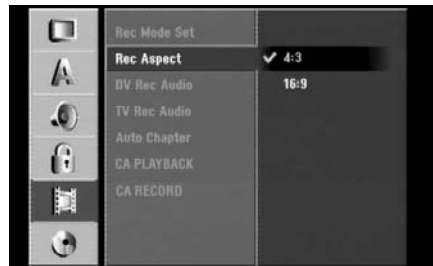 Rec Mode Set
Rec Aspect
✔ 4:3
16:9
DV Rec Audio
TV Rec Audio
Auto Chapter
CA PLAYBACK
CA RECORD